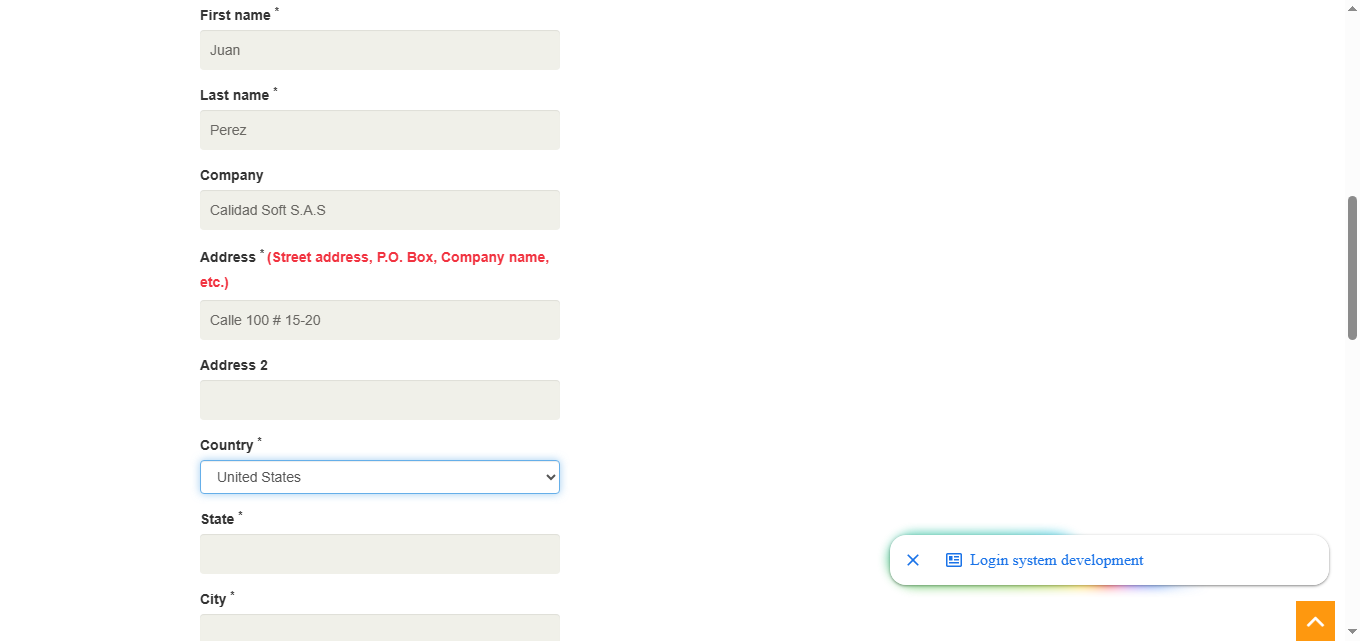 First name *
Juan
Last name *
Perez
Company
Calidad Soft S.A.S
Address * (Street address, P.O. Box, Company name,
etc.)
Calle 100 # 15-20
Address 2
Country *
United States
State *
City *
Login system development